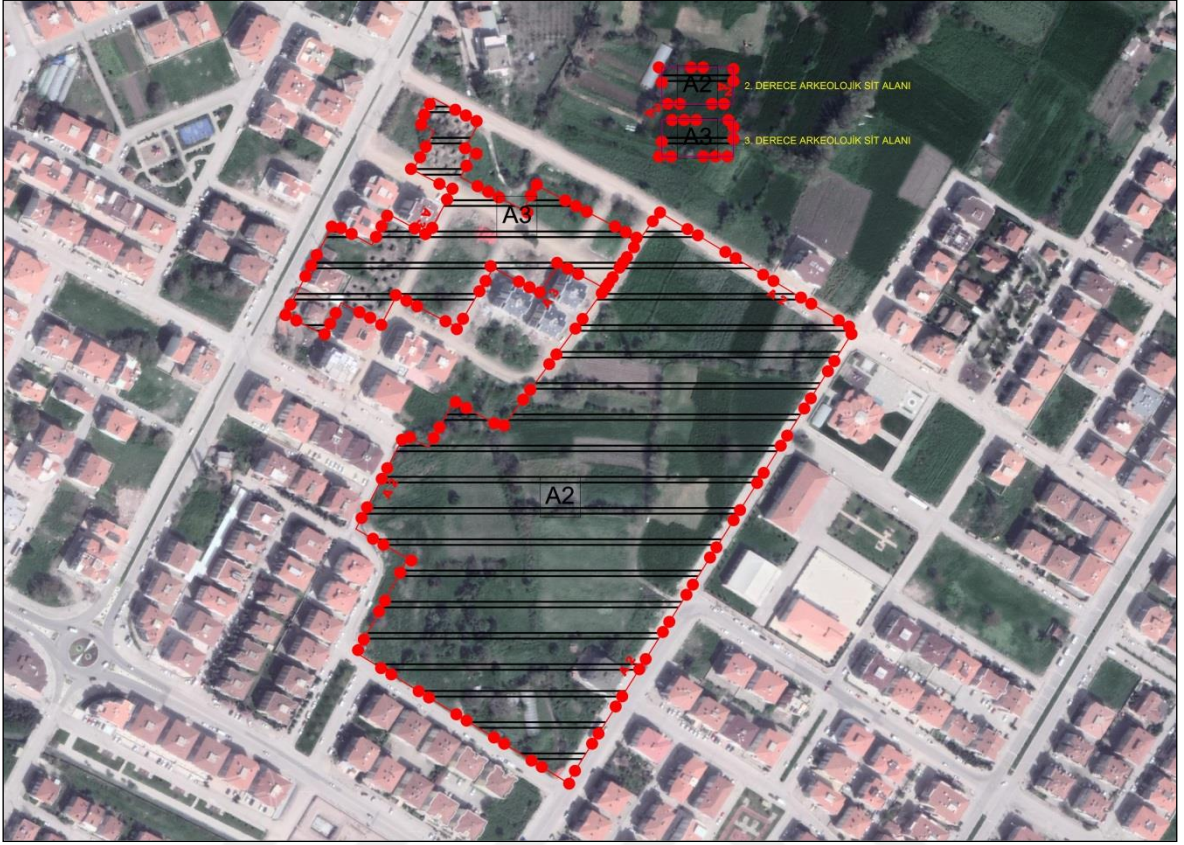 A2
2. DERECE ARKEOLOJİK SİT ALANI
A3
3. DERECE ARKEOLOJİK SİT ALANI
A3
A2